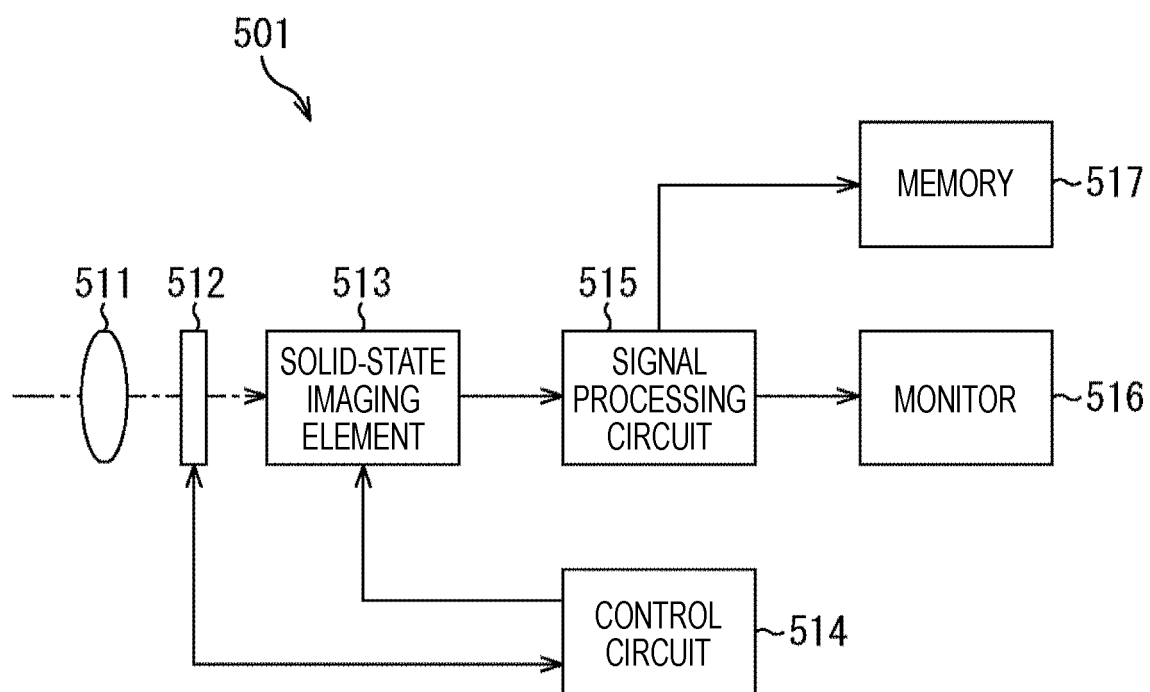 501
MEMORY
517
511
512
513
515
SOLID-STATE
IMAGING
ELEMENT
SIGNAL
PROCESSING
CIRCUIT
MONITOR
516
CONTROL
CIRCUIT
514